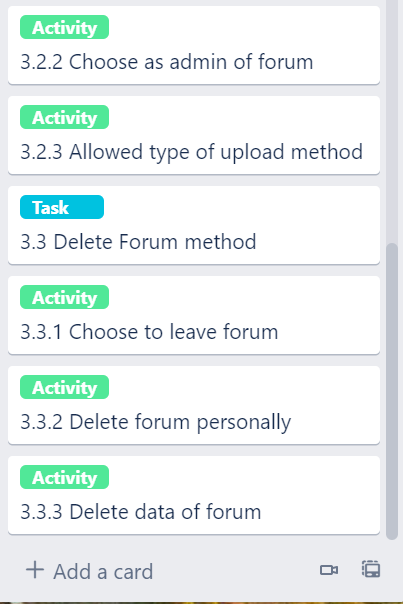 Activity
3.2.2 Choose as admin of forum
Activity
3.2.3 Allowed type of upload method
Task
3.3 Delete Forum method
Activity
3.3.1 Choose to leave forum
Activity
3.3.2 Delete forum personally
Activity
3.3.3 Delete data of forum
+ Add a card